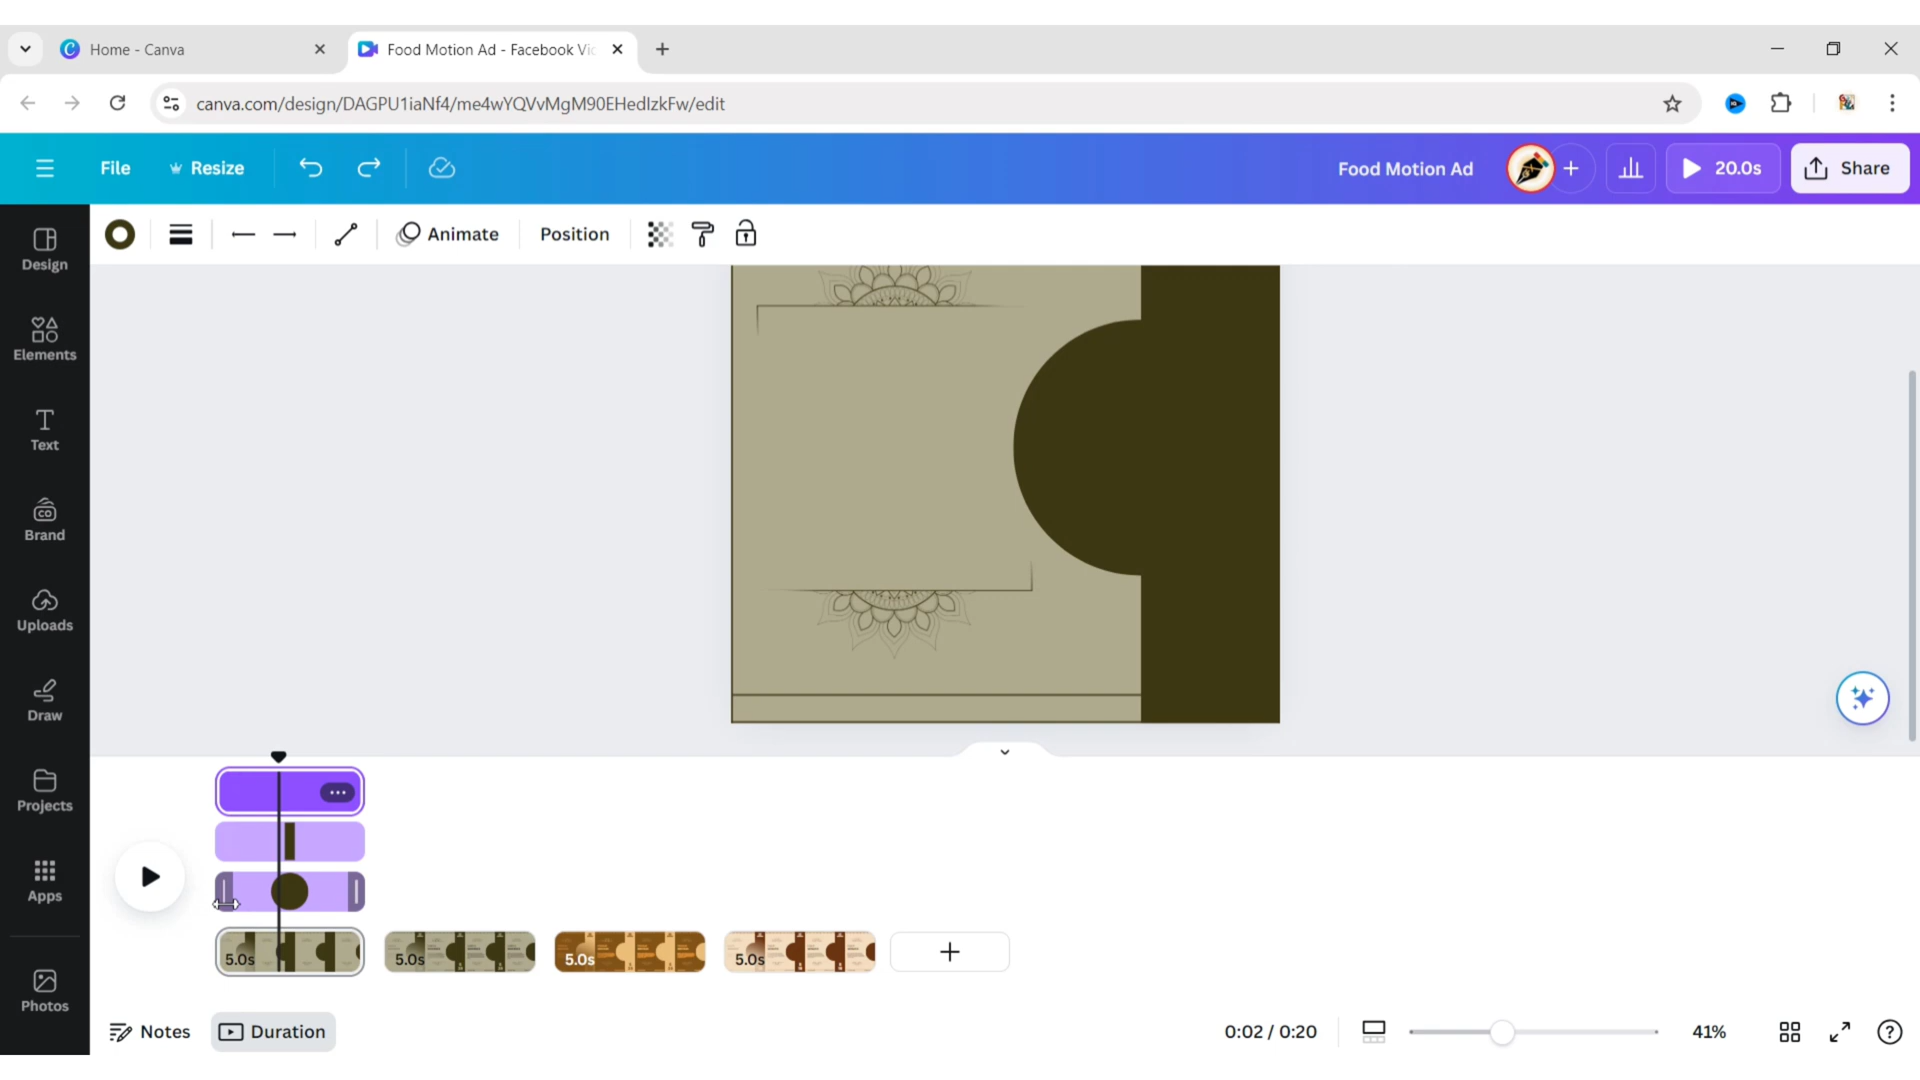 Home - Canva
Food Motion Ad - Facebook Vic
canva.com/design/DAGPU1iaNf4/me4wYQVvMgM90EHedIzkFw/edit
File
Resize
Food Motion Ad
20.0s
Share
Animate
Position
Design
Elements
Text
Brand
Uploads
Draw
Projects
Apps
Photos
5.0s
5.0s
5.0s
5.0s
Notes
Duration
0:02 / 0:20
41%